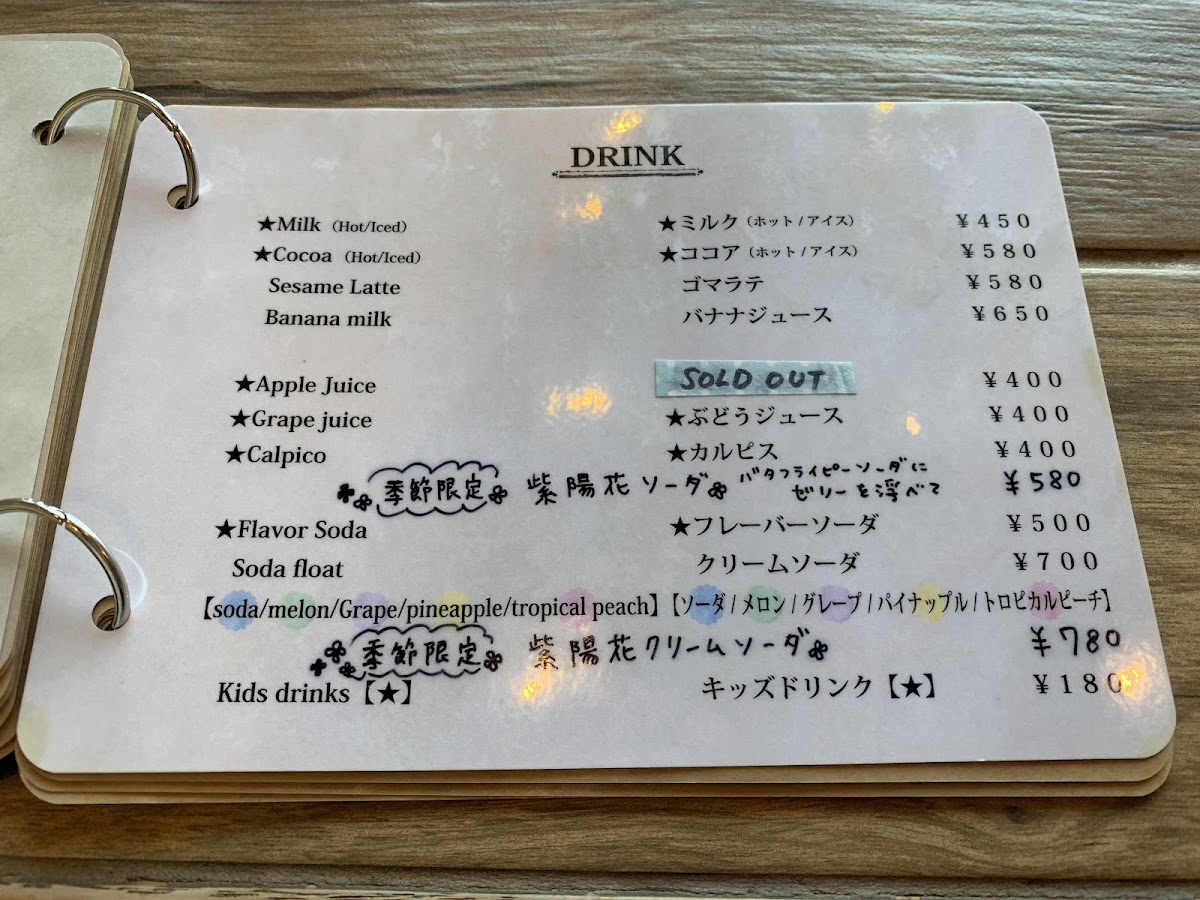 DRINK
★Milk (Hot/Iced) ★ミルク (ホット / アイス) ￥450
★Cocoa (Hot/Iced) ★ココア (ホット / アイス) ￥580
Sesame Latte ゴマラテ ￥580
Banana milk バナナジュース ￥650
★Apple Juice SOLD OUT ￥400
★Grape juice ★ぶどうジュース ￥400
★Calpico ★カルピス ￥400
季節限定 紫陽花ソーダ バタフライピーソーダに ￥580
ゼリーを浮べて
★Flavor Soda ★フレーバーソーダ ￥500
Soda float クリームソーダ ￥700
【soda/melon/Grape/pineapple/tropical peach】【ソーダ / メロン / グレープ / パイナップル / トロピカルピーチ】
季節限定 紫陽花クリームソーダ ￥780
Kids drinks【★】 キッズドリンク【★】 ￥180